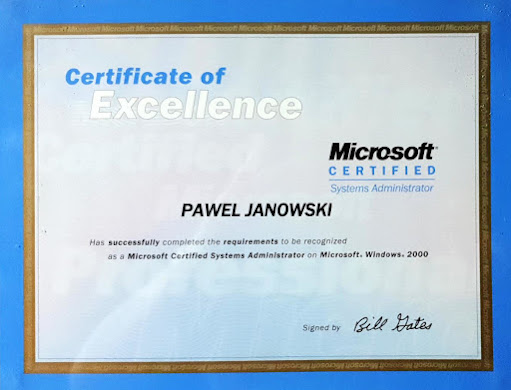 Certificate of
Excellence
Microsoft®
CERTIFIED
Systems Administrator
PAWEL JANOWSKI
Has successfully completed the requirements to be recognized
as a Microsoft Certified Systems Administrator on Microsoft® Windows® 2000
Signed by Bill Gates